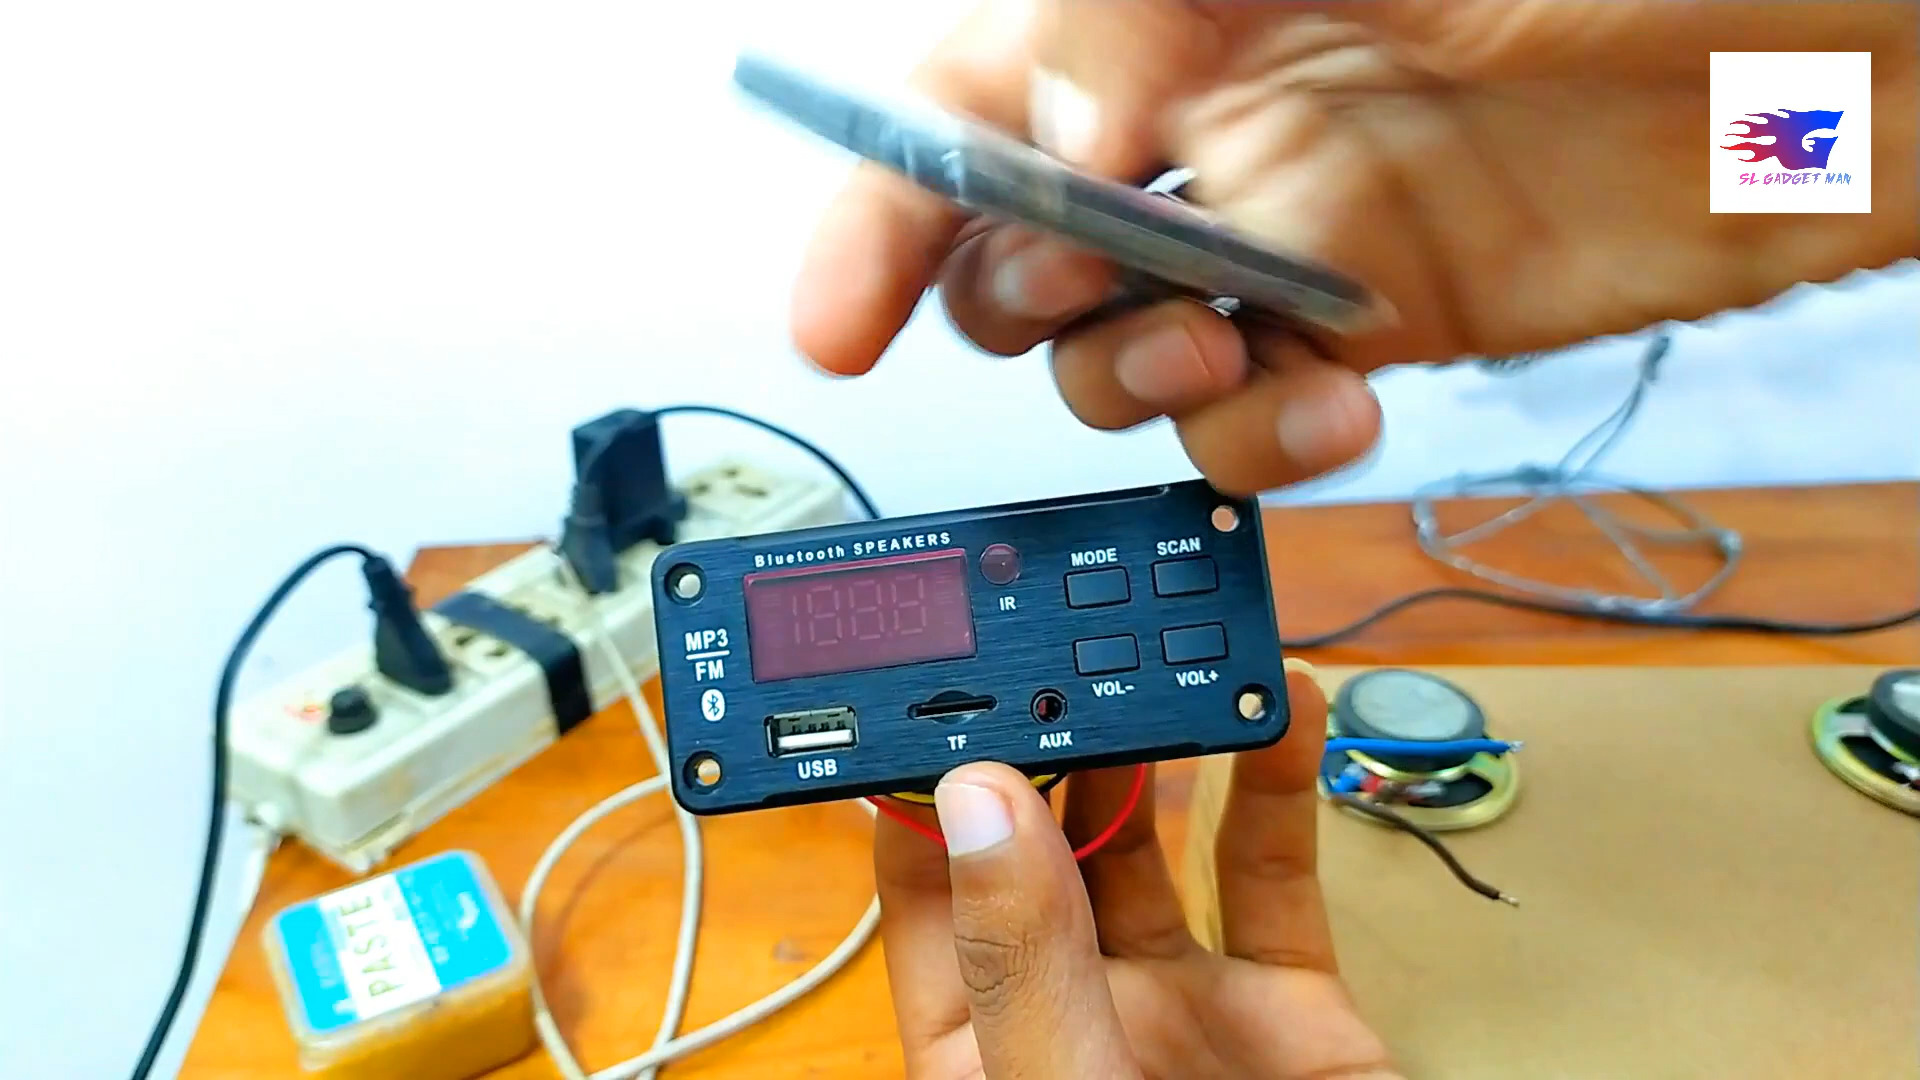 SL GADGET MAN
Bluetooth SPEAKERS
MODE
SCAN
IR
MP3
FM
VOL-
VOL+
USB
TF
AUX
PASTE